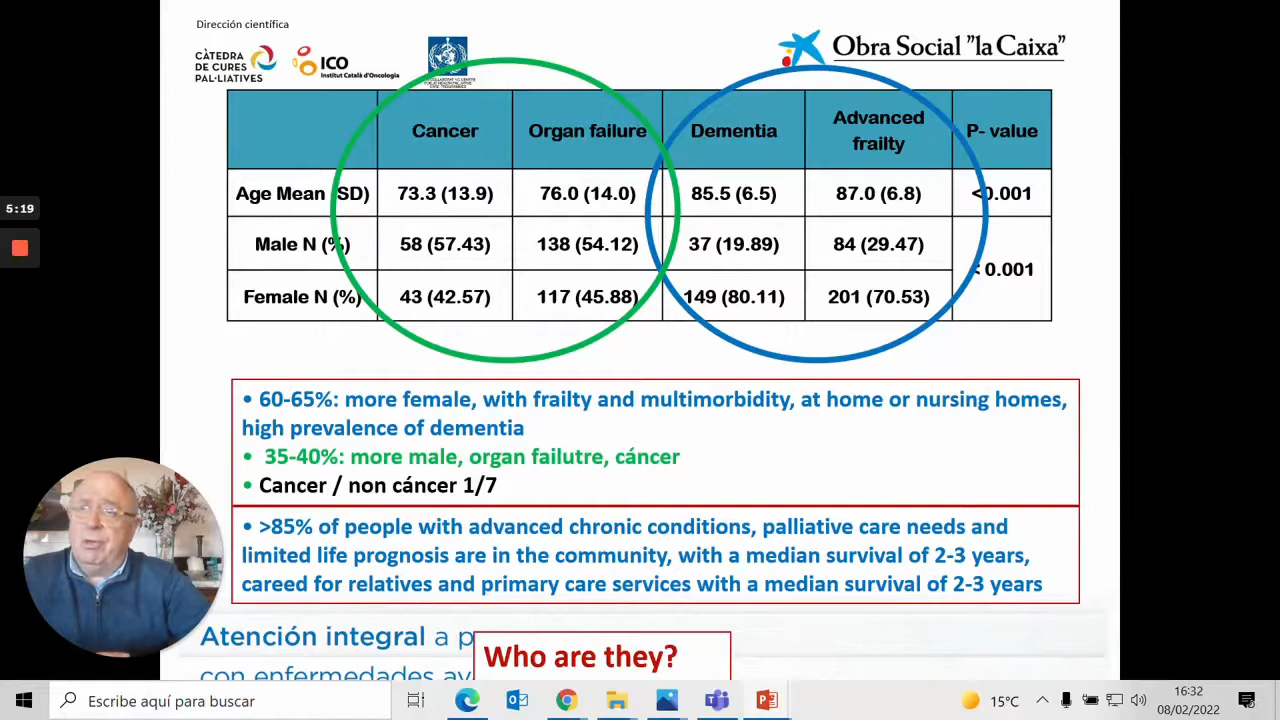 Dirección científica
CÀTEDRA
DE CURES
PAL·LIATIVES
ICO
Institut Català d'Oncologia
Obra Social "la Caixa"
Cancer Organ failure Dementia Advanced frailty P- value
Age Mean (SD) 73.3 (13.9) 76.0 (14.0) 85.5 (6.5) 87.0 (6.8) <0.001
Male N (%) 58 (57.43) 138 (54.12) 37 (19.89) 84 (29.47) < 0.001
Female N (%) 43 (42.57) 117 (45.88) 149 (80.11) 201 (70.53)
5:19
• 60-65%: more female, with frailty and multimorbidity, at home or nursing homes,
high prevalence of dementia
• 35-40%: more male, organ failutre, cáncer
• Cancer / non cáncer 1/7
• >85% of people with advanced chronic conditions, palliative care needs and
limited life prognosis are in the community, with a median survival of 2-3 years,
careed for relatives and primary care services with a median survival of 2-3 years
Atención integral a p
Who are they?
con enfermedades av
Escribe aquí para buscar
15°C
16:32
08/02/2022